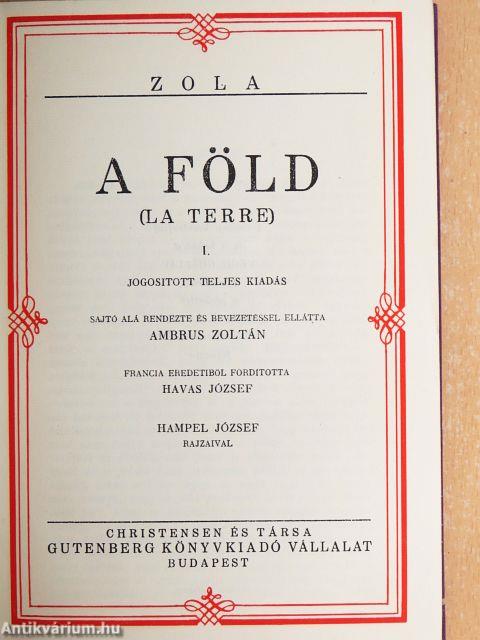 ZOLA
A FÖLD
(LA TERRE)
I.
JOGOSITOTT TELJES KIADÁS
SAJTÓ ALÁ RENDEZTE ÉS BEVEZETÉSSEL ELLÁTTA
AMBRUS ZOLTÁN
FRANCIA EREDETIBOL FORDITOTTA
HAVAS JÓZSEF
HAMPEL JÓZSEF
RAJZAIVAL
CHRISTENSEN ÉS TÁRSA
GUTENBERG KÖNYVKIADÓ VÁLLALAT
BUDAPEST
Antikvárium.hu